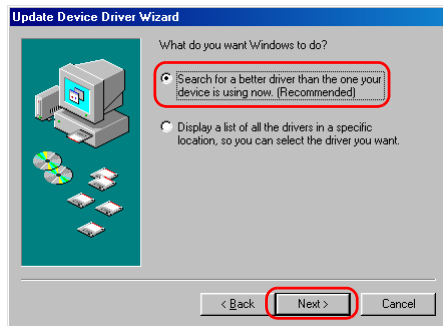 Update Device Driver Wizard
What do you want Windows to do?
Search for a better driver than the one your
device is using now. (Recommended)
Display a list of all the drivers in a specific
location, so you can select the driver you want.
< Back
Next >
Cancel